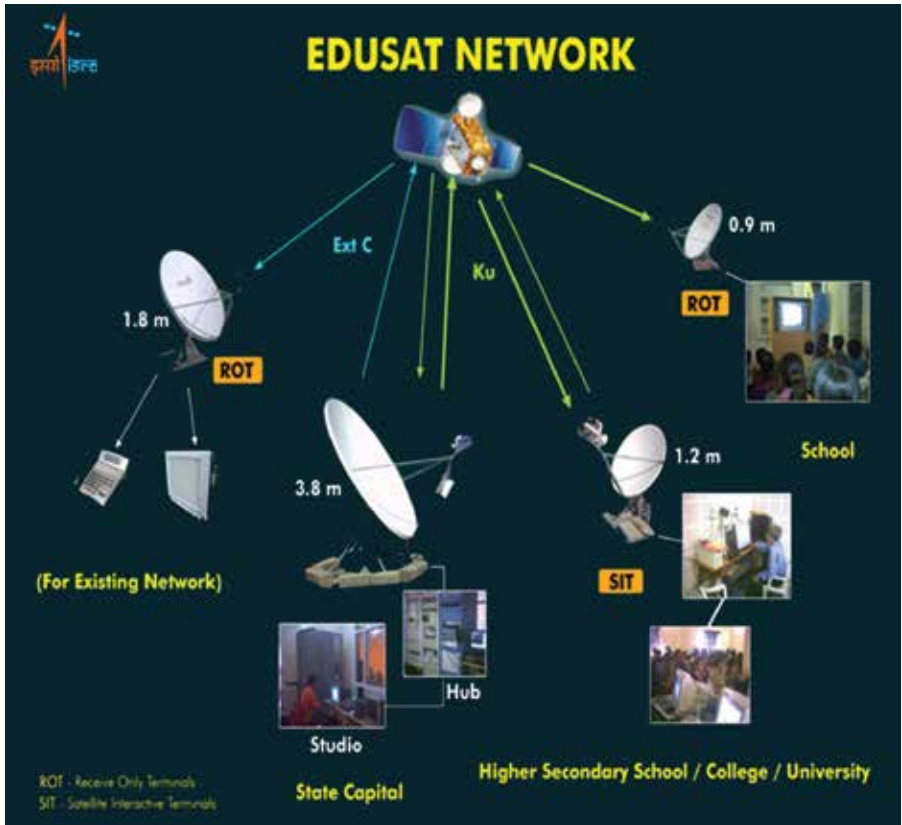 इसरो isro
EDUSAT NETWORK
Ext C
Ku
0.9 m
ROT
School
1.8 m
ROT
(For Existing Network)
3.8 m
Hub
Studio
State Capital
1.2 m
SIT
Higher Secondary School / College / University
ROT - Receive Only Terminals
SIT - Satellite Interactive Terminals